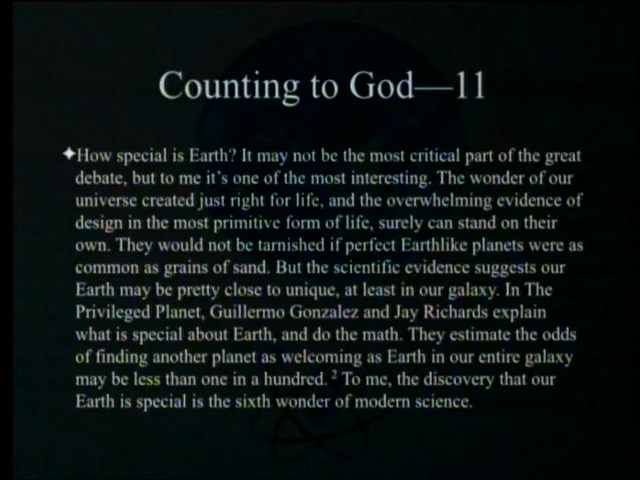 Counting to God—11
✦How special is Earth? It may not be the most critical part of the great
debate, but to me it's one of the most interesting. The wonder of our
universe created just right for life, and the overwhelming evidence of
design in the most primitive form of life, surely can stand on their
own. They would not be tarnished if perfect Earthlike planets were as
common as grains of sand. But the scientific evidence suggests our
Earth may be pretty close to unique, at least in our galaxy. In The
Privileged Planet, Guillermo Gonzalez and Jay Richards explain
what is special about Earth, and do the math. They estimate the odds
of finding another planet as welcoming as Earth in our entire galaxy
may be less than one in a hundred. ² To me, the discovery that our
Earth is special is the sixth wonder of modern science.